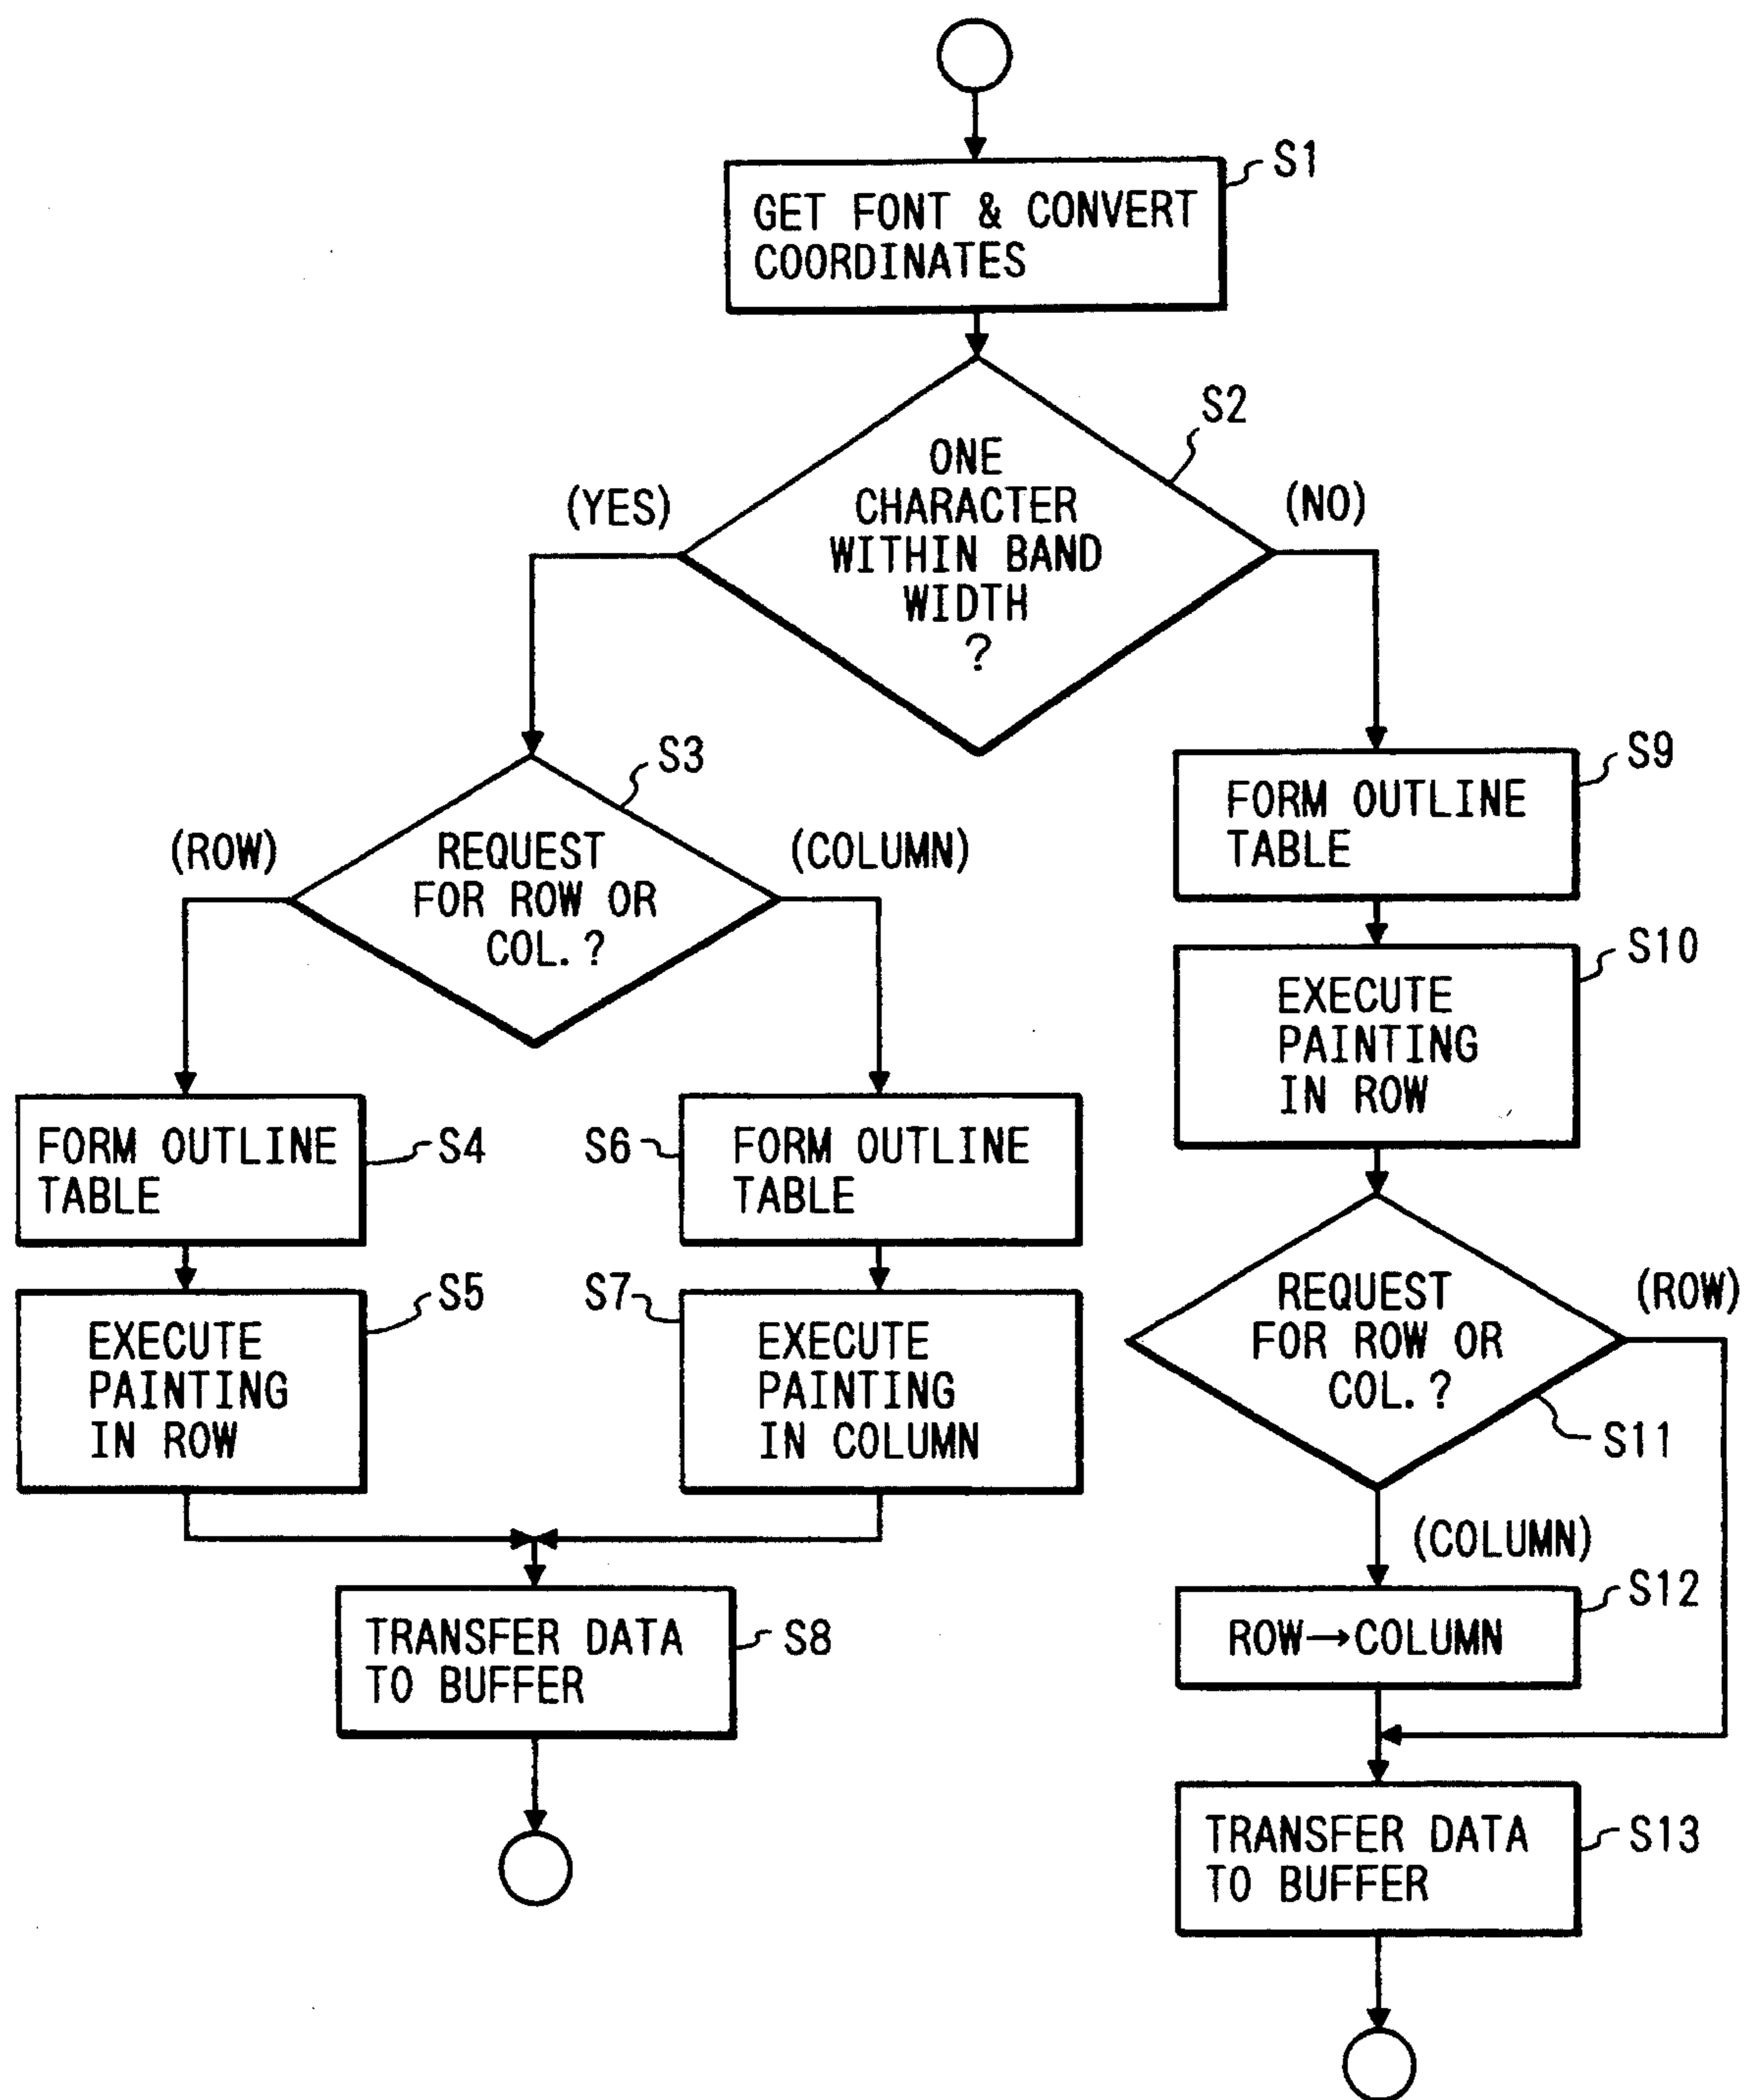 S1
GET FONT & CONVERT
COORDINATES
S2
ONE
CHARACTER
WITHIN BAND
WIDTH
?
(YES)
(NO)
S3
REQUEST
FOR ROW OR
COL.?
(ROW)
(COLUMN)
FORM OUTLINE
TABLE
S4
EXECUTE
PAINTING
IN ROW
S5
S6
FORM OUTLINE
TABLE
S7
EXECUTE
PAINTING
IN COLUMN
TRANSFER DATA
TO BUFFER
S8
S9
FORM OUTLINE
TABLE
S10
EXECUTE
PAINTING
IN ROW
REQUEST
FOR ROW OR
COL.?
(ROW)
S11
(COLUMN)
S12
ROW→COLUMN
TRANSFER DATA
TO BUFFER
S13